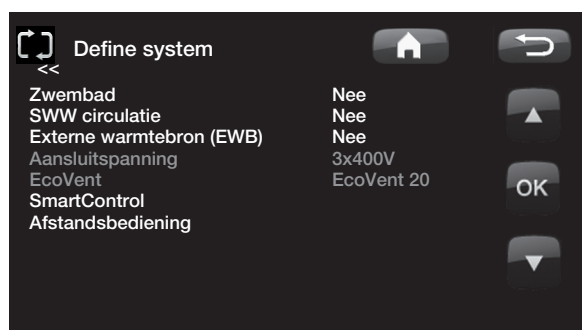 Define system
<<
Zwembad Nee
SWW circulatie Nee
Externe warmtebron (EWB) Nee
Aansluitspanning 3x400V
EcoVent EcoVent 20
SmartControl
Afstandsbediening
OK